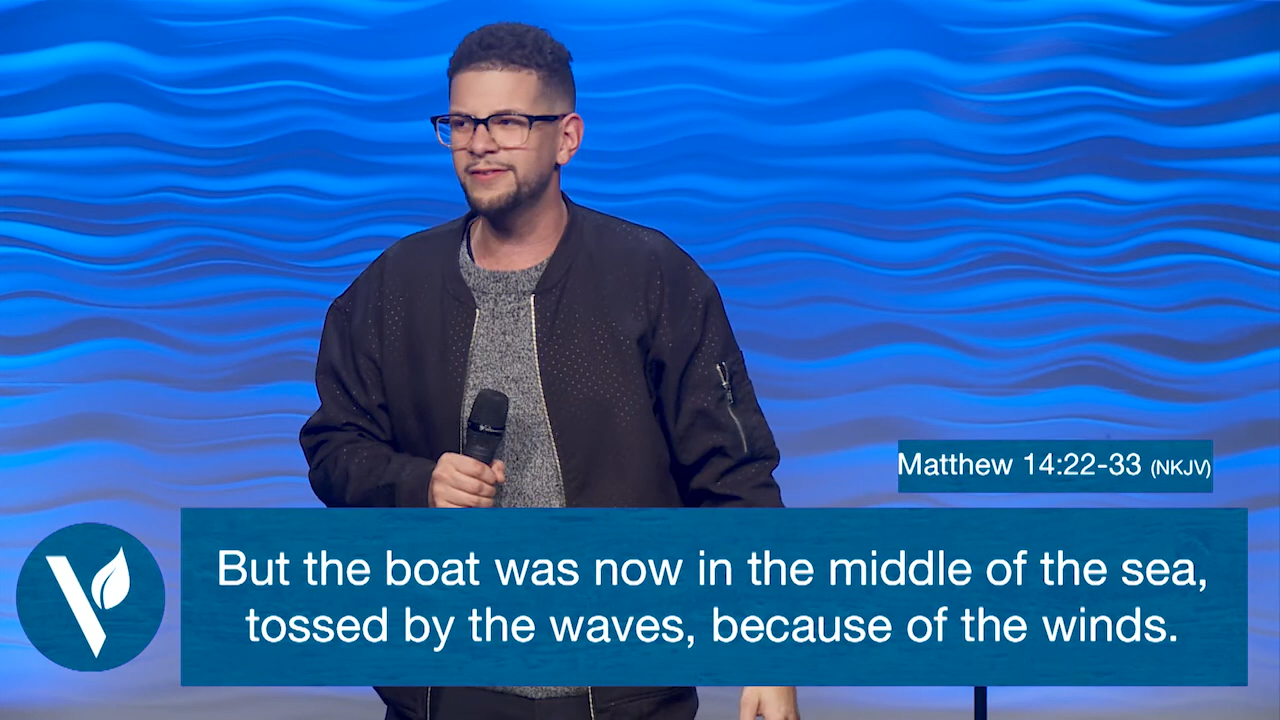 Matthew 14:22-33 (NKJV)
But the boat was now in the middle of the sea,
tossed by the waves, because of the winds.